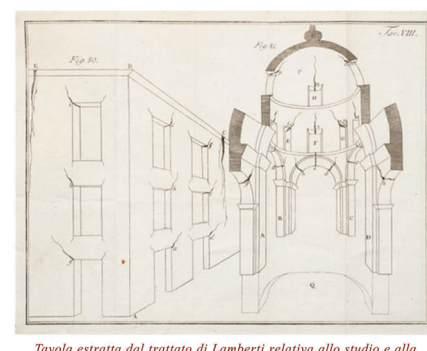 Tav. VIII.
Fig. 80.
Fig. 81.
E
B
A
B
C
D
Q
Tavola estratta dal trattato di Lamberti relativa allo studio e alla